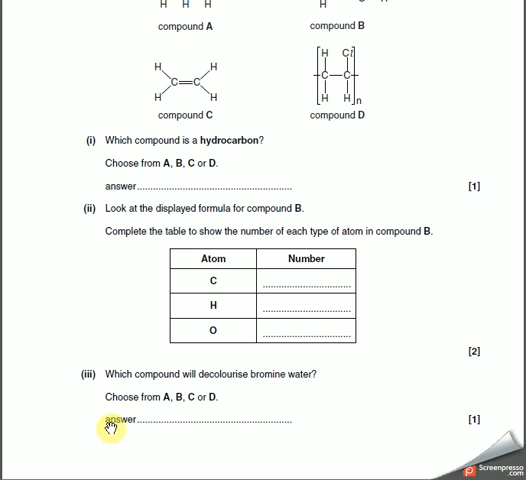 H H H H
compound A compound B
H H
C=C
H H
compound C
H Cl
C C
H H n
compound D
(i) Which compound is a hydrocarbon?
Choose from A, B, C or D.
answer.......................................................... [1]
(ii) Look at the displayed formula for compound B.
Complete the table to show the number of each type of atom in compound B.
Atom Number
C ................................
H ................................
O ................................
[2]
(iii) Which compound will decolourise bromine water?
Choose from A, B, C or D.
answer.......................................................... [1]
Screenpresso
.com